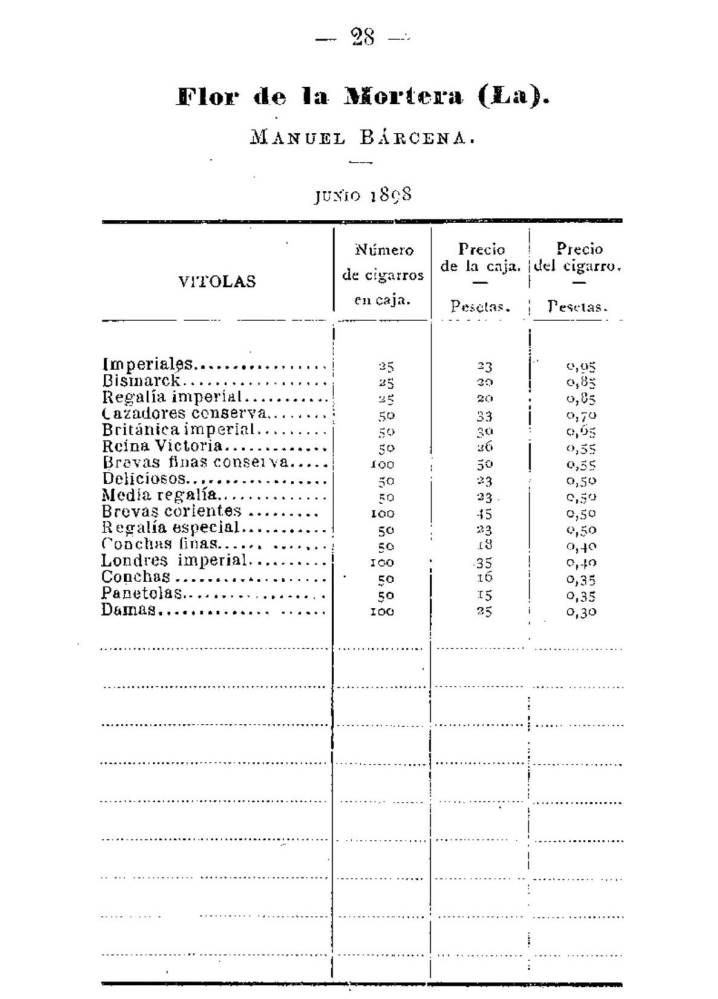 — 28 —
Flor de la Mortera (La).
MANUEL BÁRCENA.
JUNIO 1898
VITOLAS Número de cigarros en caja. Precio de la caja. — Pesetas. Precio del cigarro. — Pesetas.
Imperiales................. 25 23 0,95
Bismarck.................. 25 20 0,85
Regalía imperial........... 25 20 0,85
Cazadores conserva....... 50 33 0,70
Británica imperial......... 50 30 0,65
Reina Victoria............. 50 26 0,55
Brevas finas conserva..... 100 50 0,55
Deliciosos.................. 50 23 0,50
Media regalía.............. 50 23 0,50
Brevas corientes ......... 100 45 0,50
Regalía especial........... 50 23 0,50
Conchas finas...... ....... 50 18 0,40
Londres imperial.......... 100 35 0,40
Conchas ................... 50 16 0,35
Panetolas.................. 50 15 0,35
Damas.............. ...... 100 25 0,30